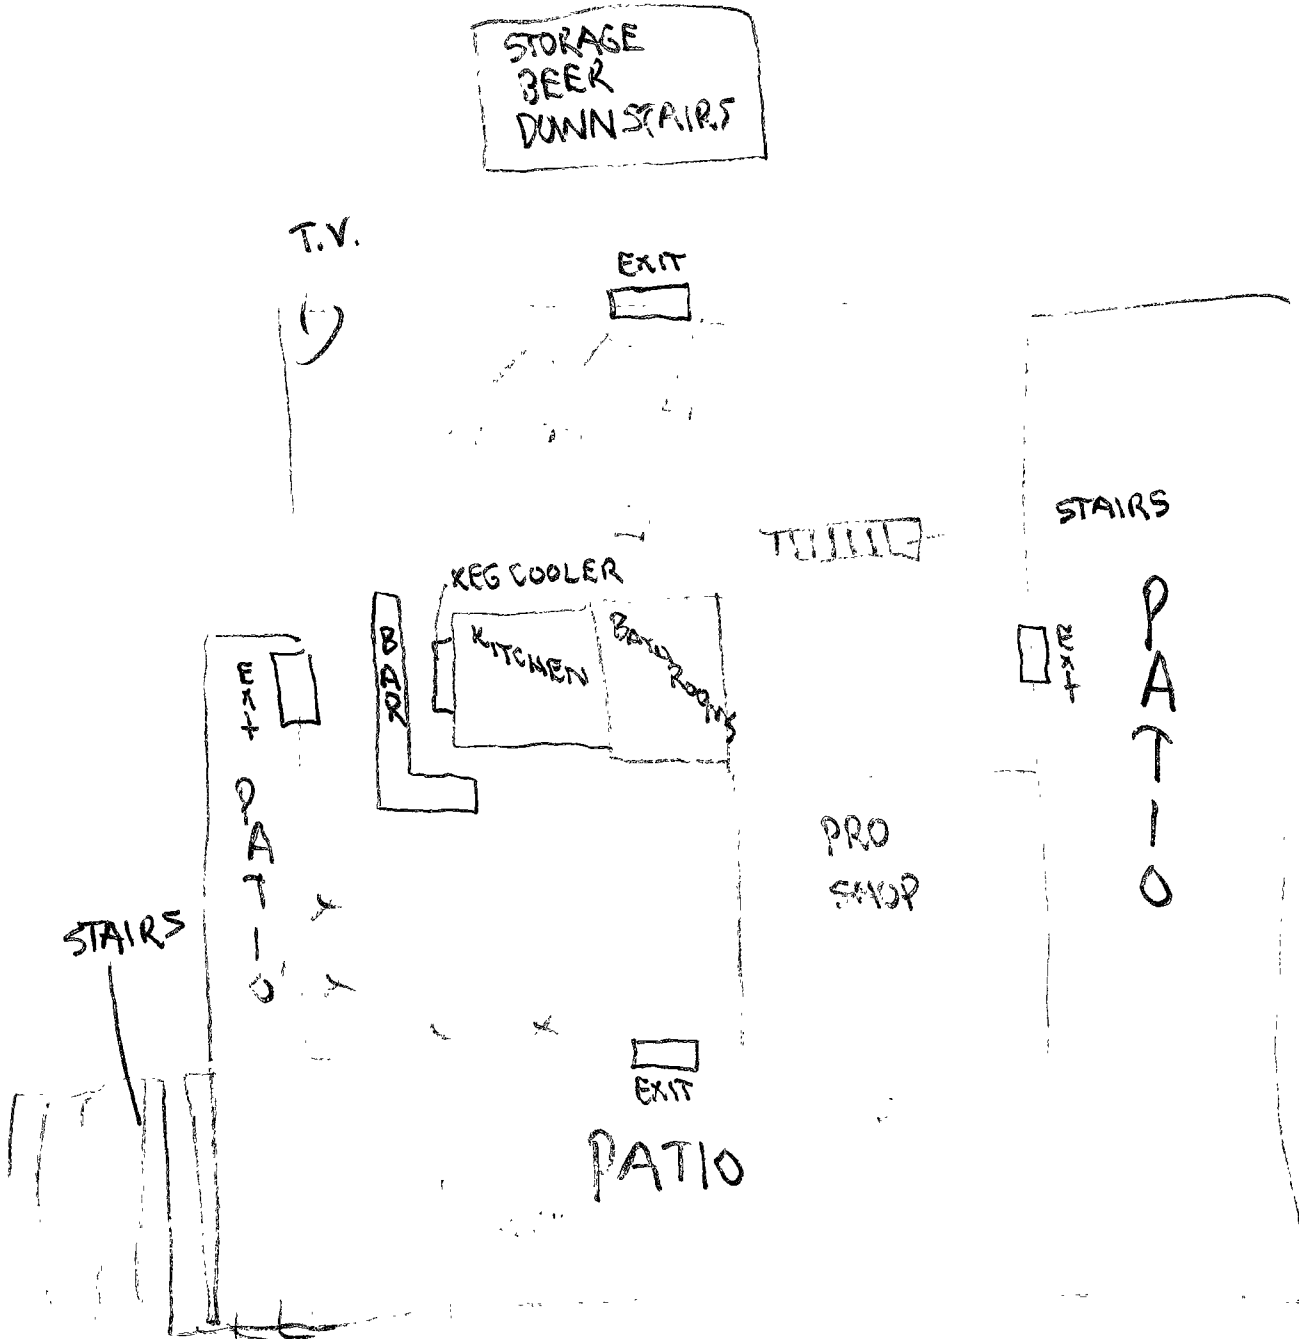 STORAGE
BEER
DOWNSTAIRS
T.V.
EXIT
STAIRS
KEG COOLER
BAR
KITCHEN
BATHROOMS
EXIT
EXIT
PATIO
PATIO
PRO
SHOP
STAIRS
EXIT
PATIO